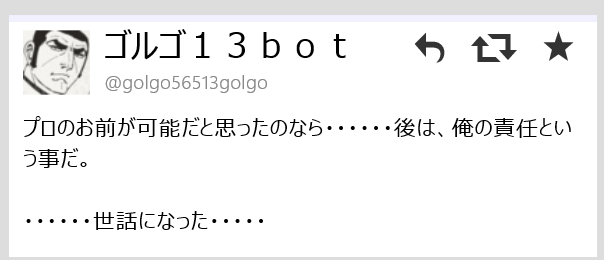 ゴルゴ１３ｂｏｔ
@golgo56513golgo
プロのお前が可能だと思ったのなら・・・・・・後は、俺の責任とい
う事だ。
・・・・・・世話になった・・・・・